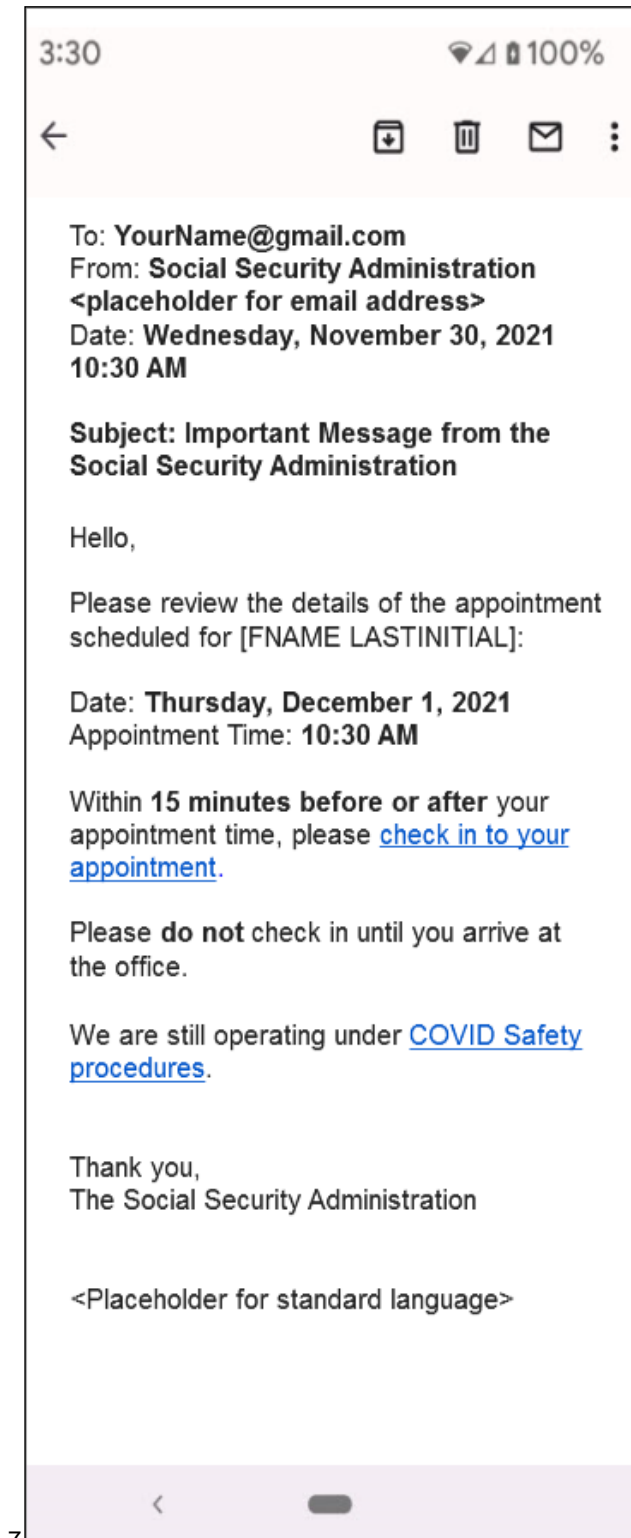 3:30 100%
To: YourName@gmail.com
From: Social Security Administration
<placeholder for email address>
Date: Wednesday, November 30, 2021
10:30 AM
Subject: Important Message from the
Social Security Administration
Hello,
Please review the details of the appointment
scheduled for [FNAME LASTINITIAL]:
Date: Thursday, December 1, 2021
Appointment Time: 10:30 AM
Within 15 minutes before or after your
appointment time, please check in to your
appointment.
Please do not check in until you arrive at
the office.
We are still operating under COVID Safety
procedures.
Thank you,
The Social Security Administration
<Placeholder for standard language>